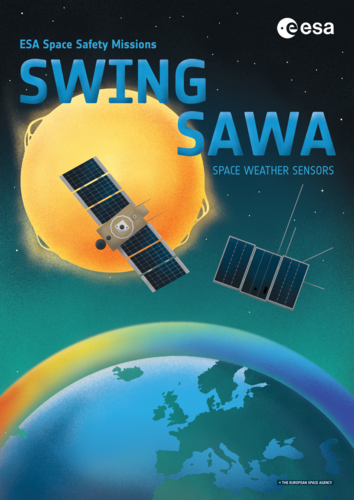 esa
ESA Space Safety Missions
SWING
SAWA
SPACE WEATHER SENSORS
© THE EUROPEAN SPACE AGENCY